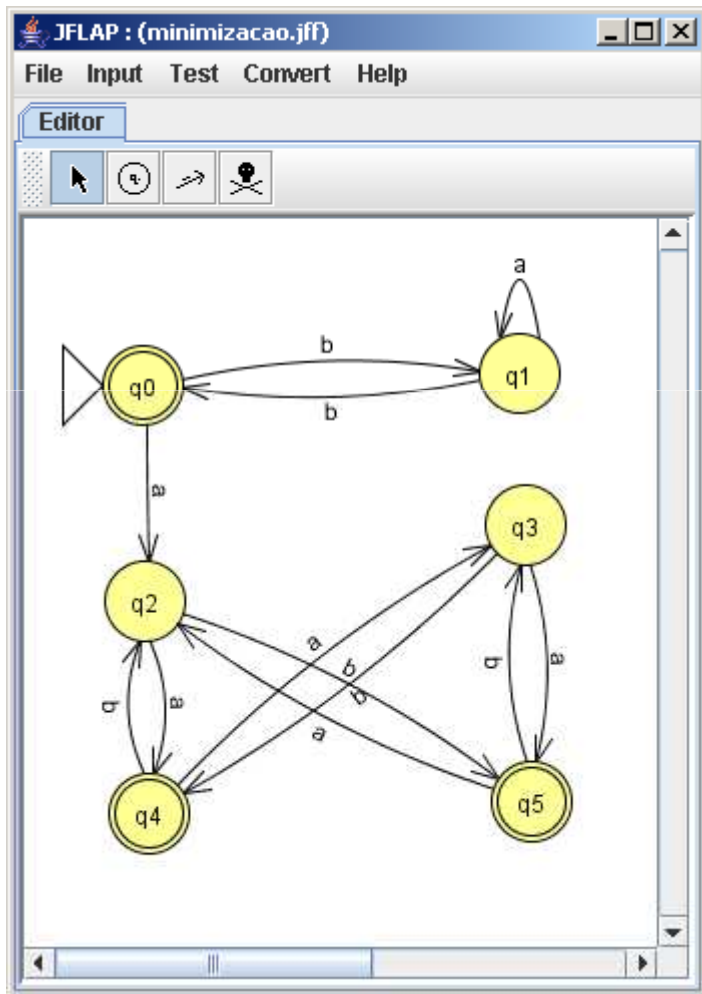 JFLAP : (minimizacao.jff)
File Input Test Convert Help
Editor
q
a
b
q0
q1
b
a
q3
q2
a
b
b
a
b
a
b
a
b
a
q4
q5